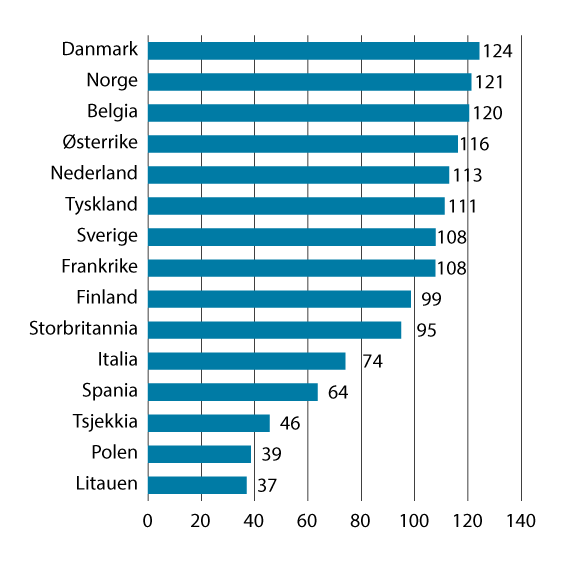 Danmark 124
Norge 121
Belgia 120
Østerrike 116
Nederland 113
Tyskland 111
Sverige 108
Frankrike 108
Finland 99
Storbritannia 95
Italia 74
Spania 64
Tsjekkia 46
Polen 39
Litauen 37
0 20 40 60 80 100 120 140